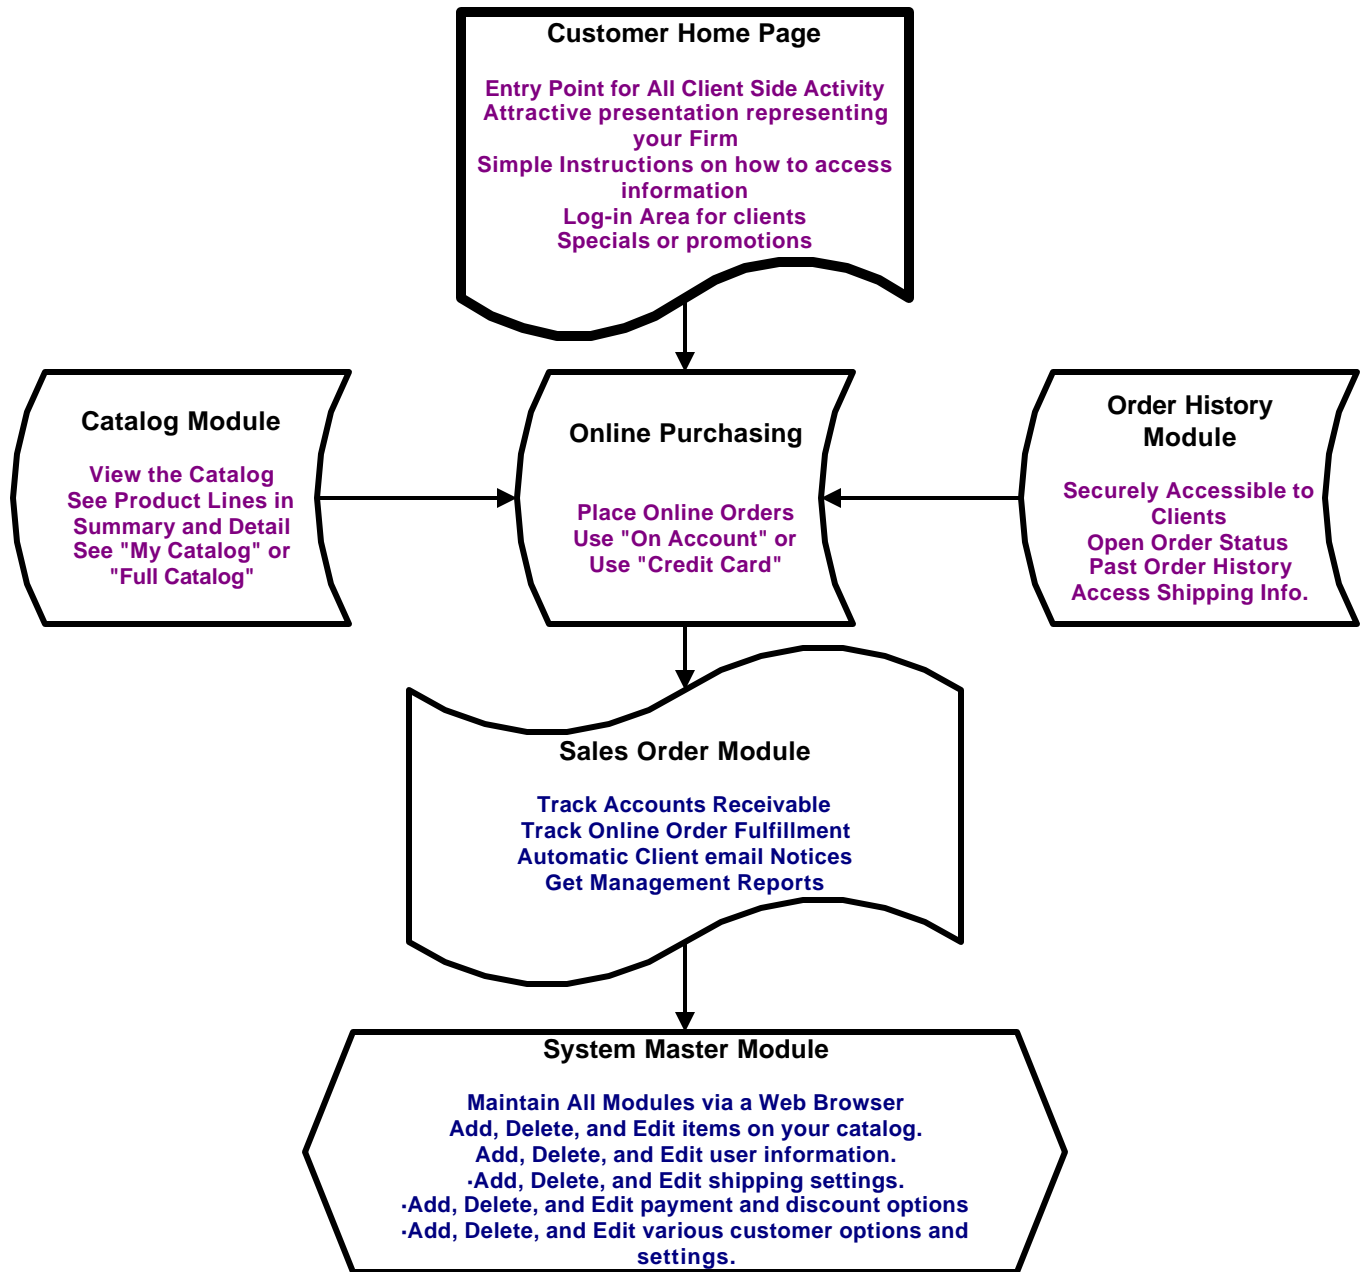 Customer Home Page
Entry Point for All Client Side Activity
Attractive presentation representing
your Firm
Simple Instructions on how to access
information
Log-in Area for clients
Specials or promotions
Catalog Module
View the Catalog
See Product Lines in
Summary and Detail
See "My Catalog" or
"Full Catalog"
Online Purchasing
Place Online Orders
Use "On Account" or
Use "Credit Card"
Order History
Module
Securely Accessible to
Clients
Open Order Status
Past Order History
Access Shipping Info.
Sales Order Module
Track Accounts Receivable
Track Online Order Fulfillment
Automatic Client email Notices
Get Management Reports
System Master Module
Maintain All Modules via a Web Browser
Add, Delete, and Edit items on your catalog.
Add, Delete, and Edit user information.
·Add, Delete, and Edit shipping settings.
·Add, Delete, and Edit payment and discount options
·Add, Delete, and Edit various customer options and
settings.